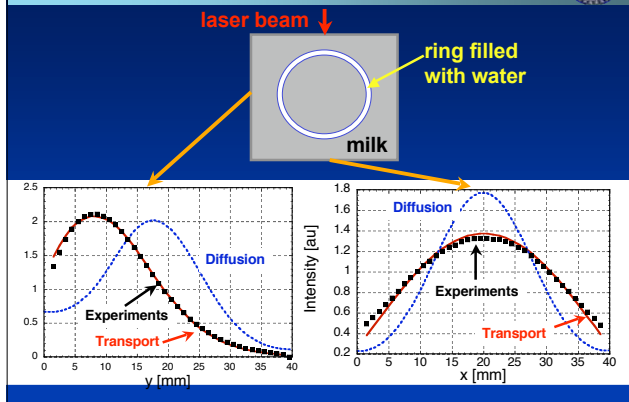 laser beam
ring filled
with water
milk
2.5
2
1.5
1
0.5
0
Diffusion
Experiments
Transport
0 5 10 15 20 25 30 35 40
y [mm]
Intensity [au]
1.8
1.6
1.4
1.2
1.0
0.8
0.6
0.4
0.2
Diffusion
Experiments
Transport
0 5 10 15 20 25 30 35 40
x [mm]